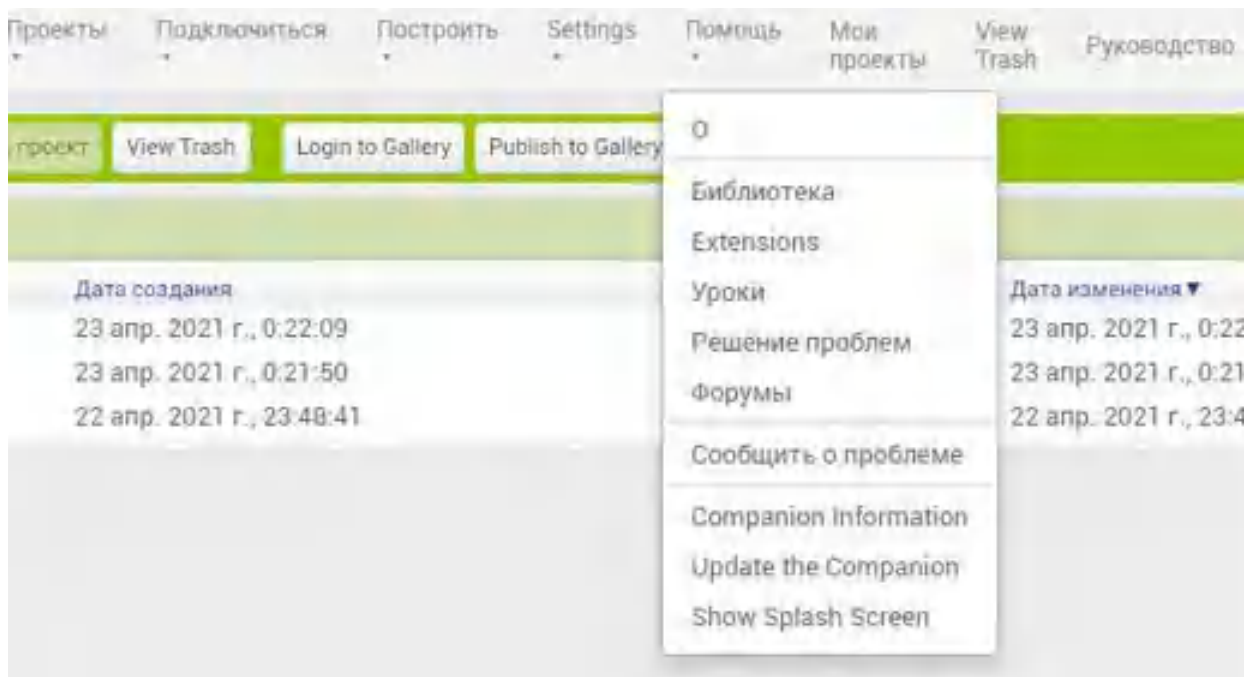 Проекты Подключиться Построить Settings Помощь Мои проекты View Trash Руководство
проект View Trash Login to Gallery Publish to Gallery
О
Библиотека
Extensions
Уроки
Решение проблем
Форумы
Сообщить о проблеме
Companion Information
Update the Companion
Show Splash Screen
Дата создания Дата изменения ▼
23 апр. 2021 г., 0:22:09 23 апр. 2021 г., 0:22
23 апр. 2021 г., 0:21:50 23 апр. 2021 г., 0:21
22 апр. 2021 г., 23:48:41 22 апр. 2021 г., 23:4